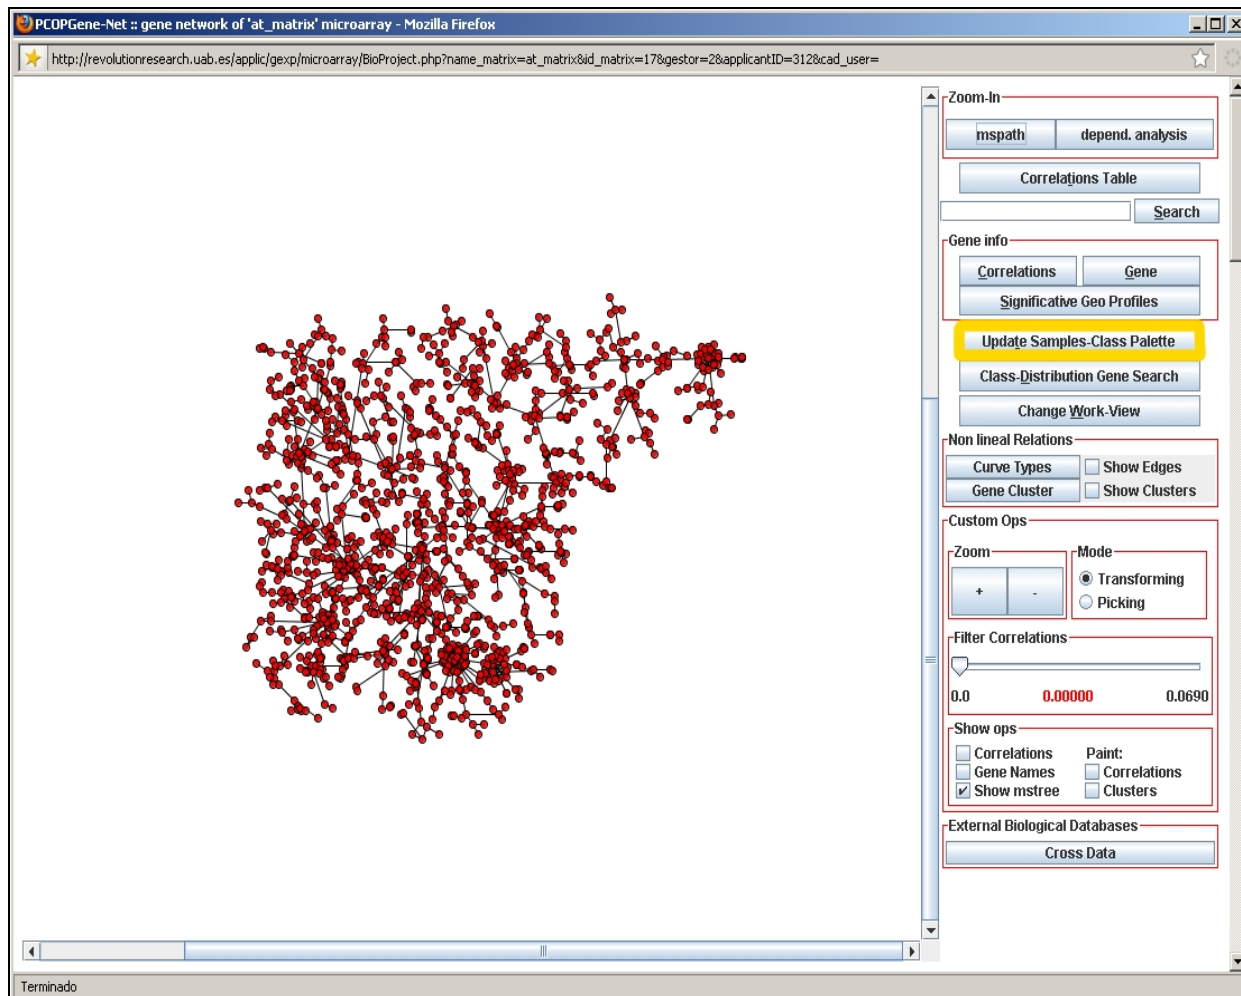 PCOPGene-Net :: gene network of 'at_matrix' microarray - Mozilla Firefox
http://revolutionresearch.uab.es/applic/gexp/microarray/BioProject.php?name_matrix=at_matrix&id_matrix=17&gestor=2&applicantID=312&cad_user=
Zoom-In
mspath depend. analysis
Correlations Table
Search
Gene info
Correlations Gene
Significative Geo Profiles
Update Samples-Class Palette
Class-Distribution Gene Search
Change Work-View
Non lineal Relations
Curve Types Show Edges
Gene Cluster Show Clusters
Custom Ops
Zoom Mode
+ - Transforming
Picking
Filter Correlations
0.0 0.00000 0.0690
Show ops
Correlations Paint:
Gene Names Correlations
Show mstree Clusters
External Biological Databases
Cross Data
Terminado